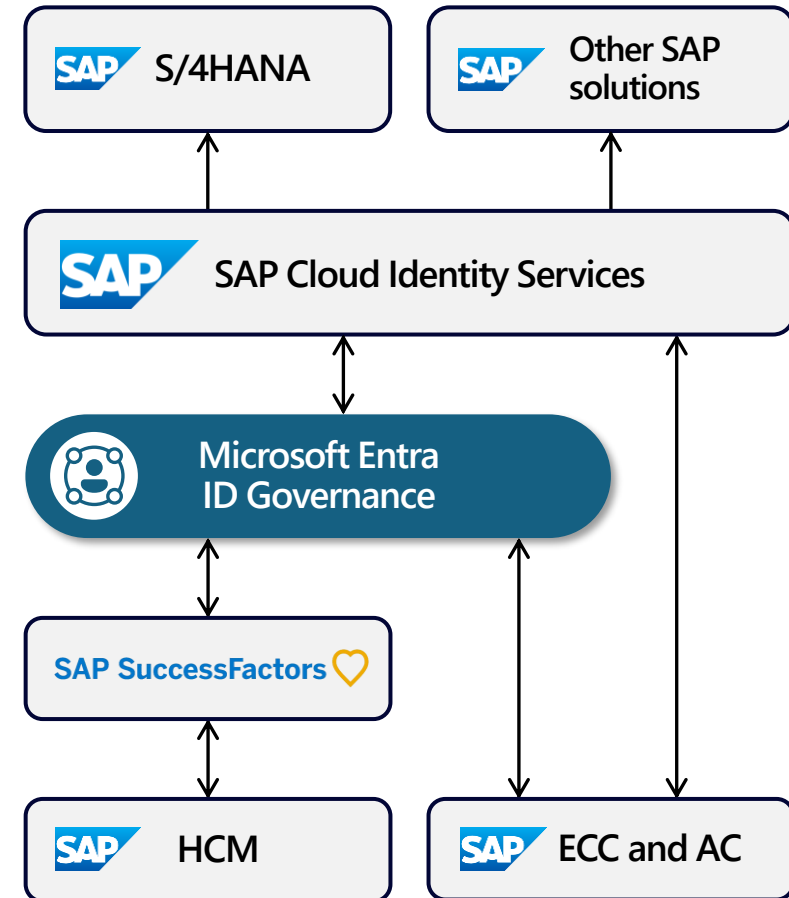 SAP S/4HANA
SAP Other SAP
solutions
SAP SAP Cloud Identity Services
Microsoft Entra
ID Governance
SAP SuccessFactors
SAP HCM
SAP ECC and AC